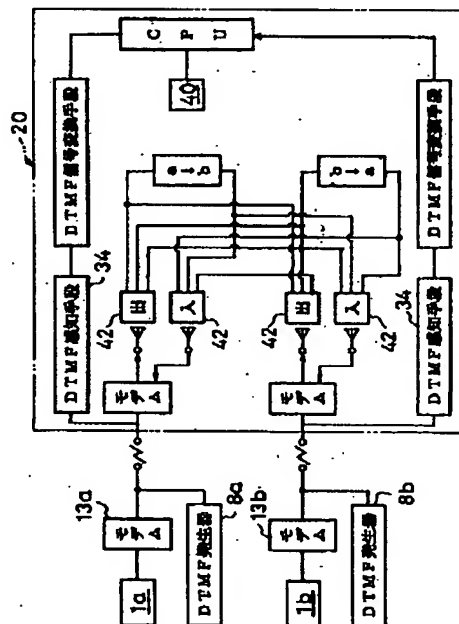 20
DTMF感知手段
34
DTMF信号変換手段
CPU
40
a→b
b→a
42
出
入
42
42
出
入
42
モデム
モデム
13a
モデム
1a
DTMF発生器
8a
13b
モデム
1b
DTMF発生器
8b
DTMF感知手段
34
DTMF信号変換手段